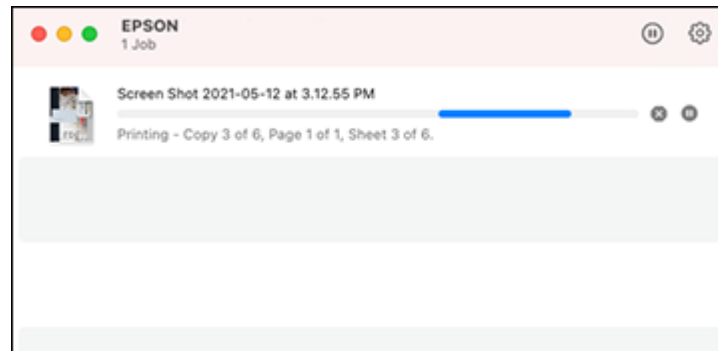 EPSON
1 Job
Screen Shot 2021-05-12 at 3.12.55 PM
Printing - Copy 3 of 6, Page 1 of 1, Sheet 3 of 6.